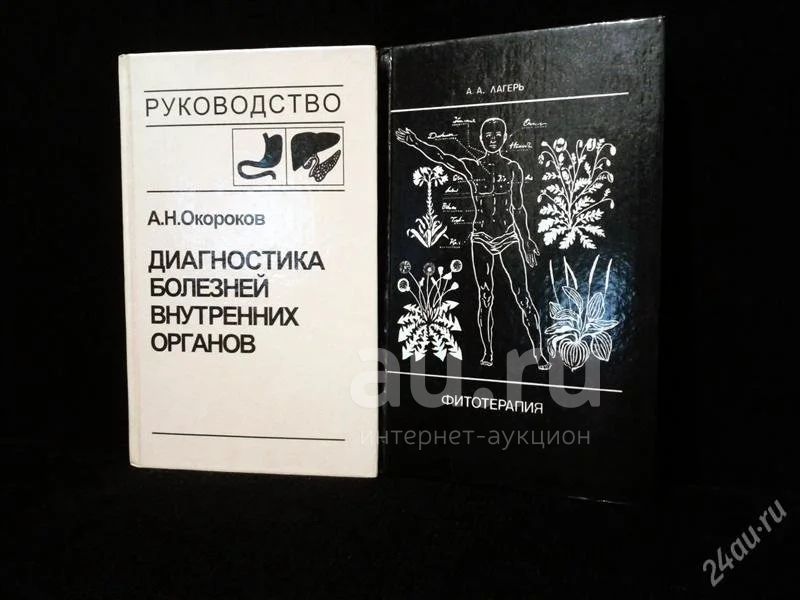 РУКОВОДСТВО
А.Н.Окороков
ДИАГНОСТИКА
БОЛЕЗНЕЙ
ВНУТРЕННИХ
ОРГАНОВ
А. А. ЛАГЕРЬ
ФИТОТЕРАПИЯ
au.ru
интернет-аукцион
24au.ru